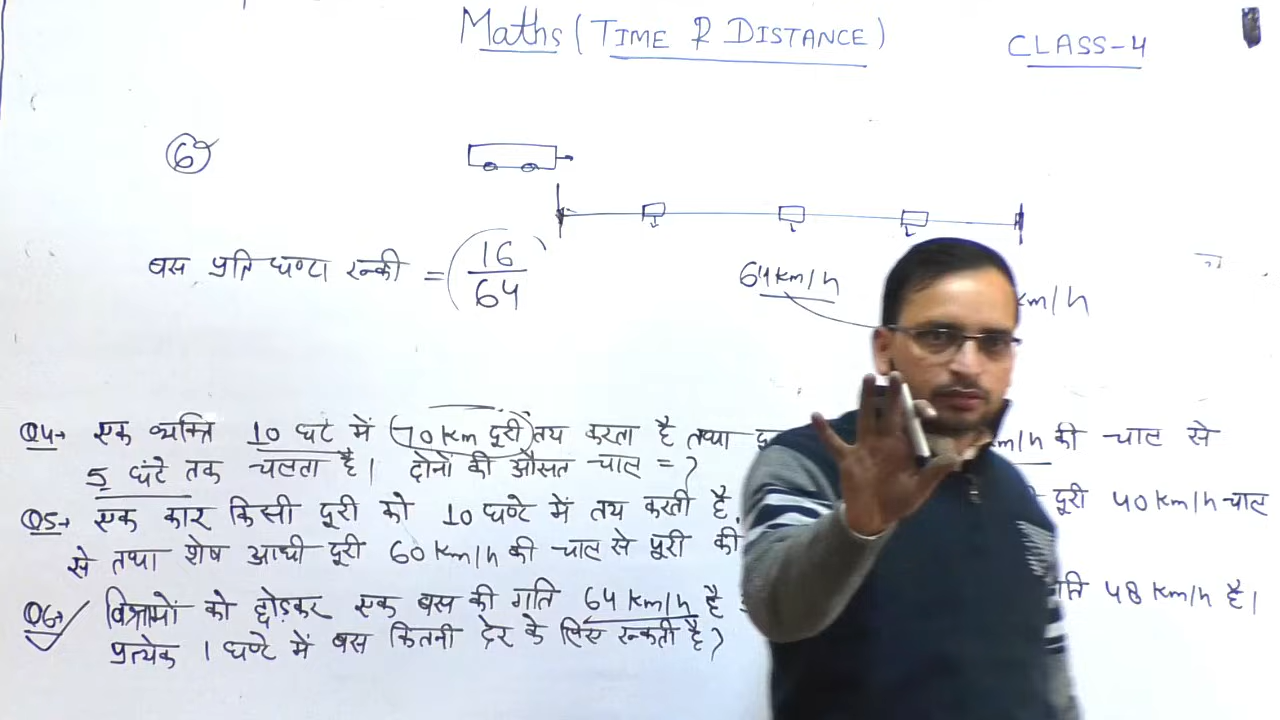 Maths (TIME & DISTANCE)
CLASS-4
6
बस प्रति घण्टा रुकी = (16/64)
64 km/h
km/h
Q4→ एक व्यक्ति 10 घंटे में (70 km दूरी) तय करता है तथा
m/h की चाल से
5 घंटे तक चलता है। दोनों की औसत चाल = ?
Q5→ एक कार किसी दूरी को 10 घण्टे में तय करती है
दूरी 40 km/h चाल
से तथा शेष आधी दूरी 60 km/h की चाल से पूरी की
Q6→ विश्रामों को छोड़कर एक बस की गति 64 km/h है
48 km/h है।
प्रत्येक 1 घण्टे में बस कितनी देर के लिए रुकती है?